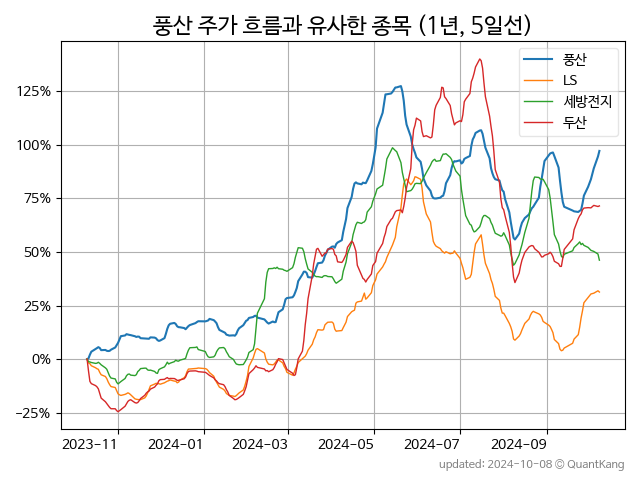 풍산 주가 흐름과 유사한 종목 (1년, 5일선)
풍산
LS
세방전지
두산
125%
100%
75%
50%
25%
0%
−25%
2023-11
2024-01
2024-03
2024-05
2024-07
2024-09
updated: 2024-10-08 © QuantKang